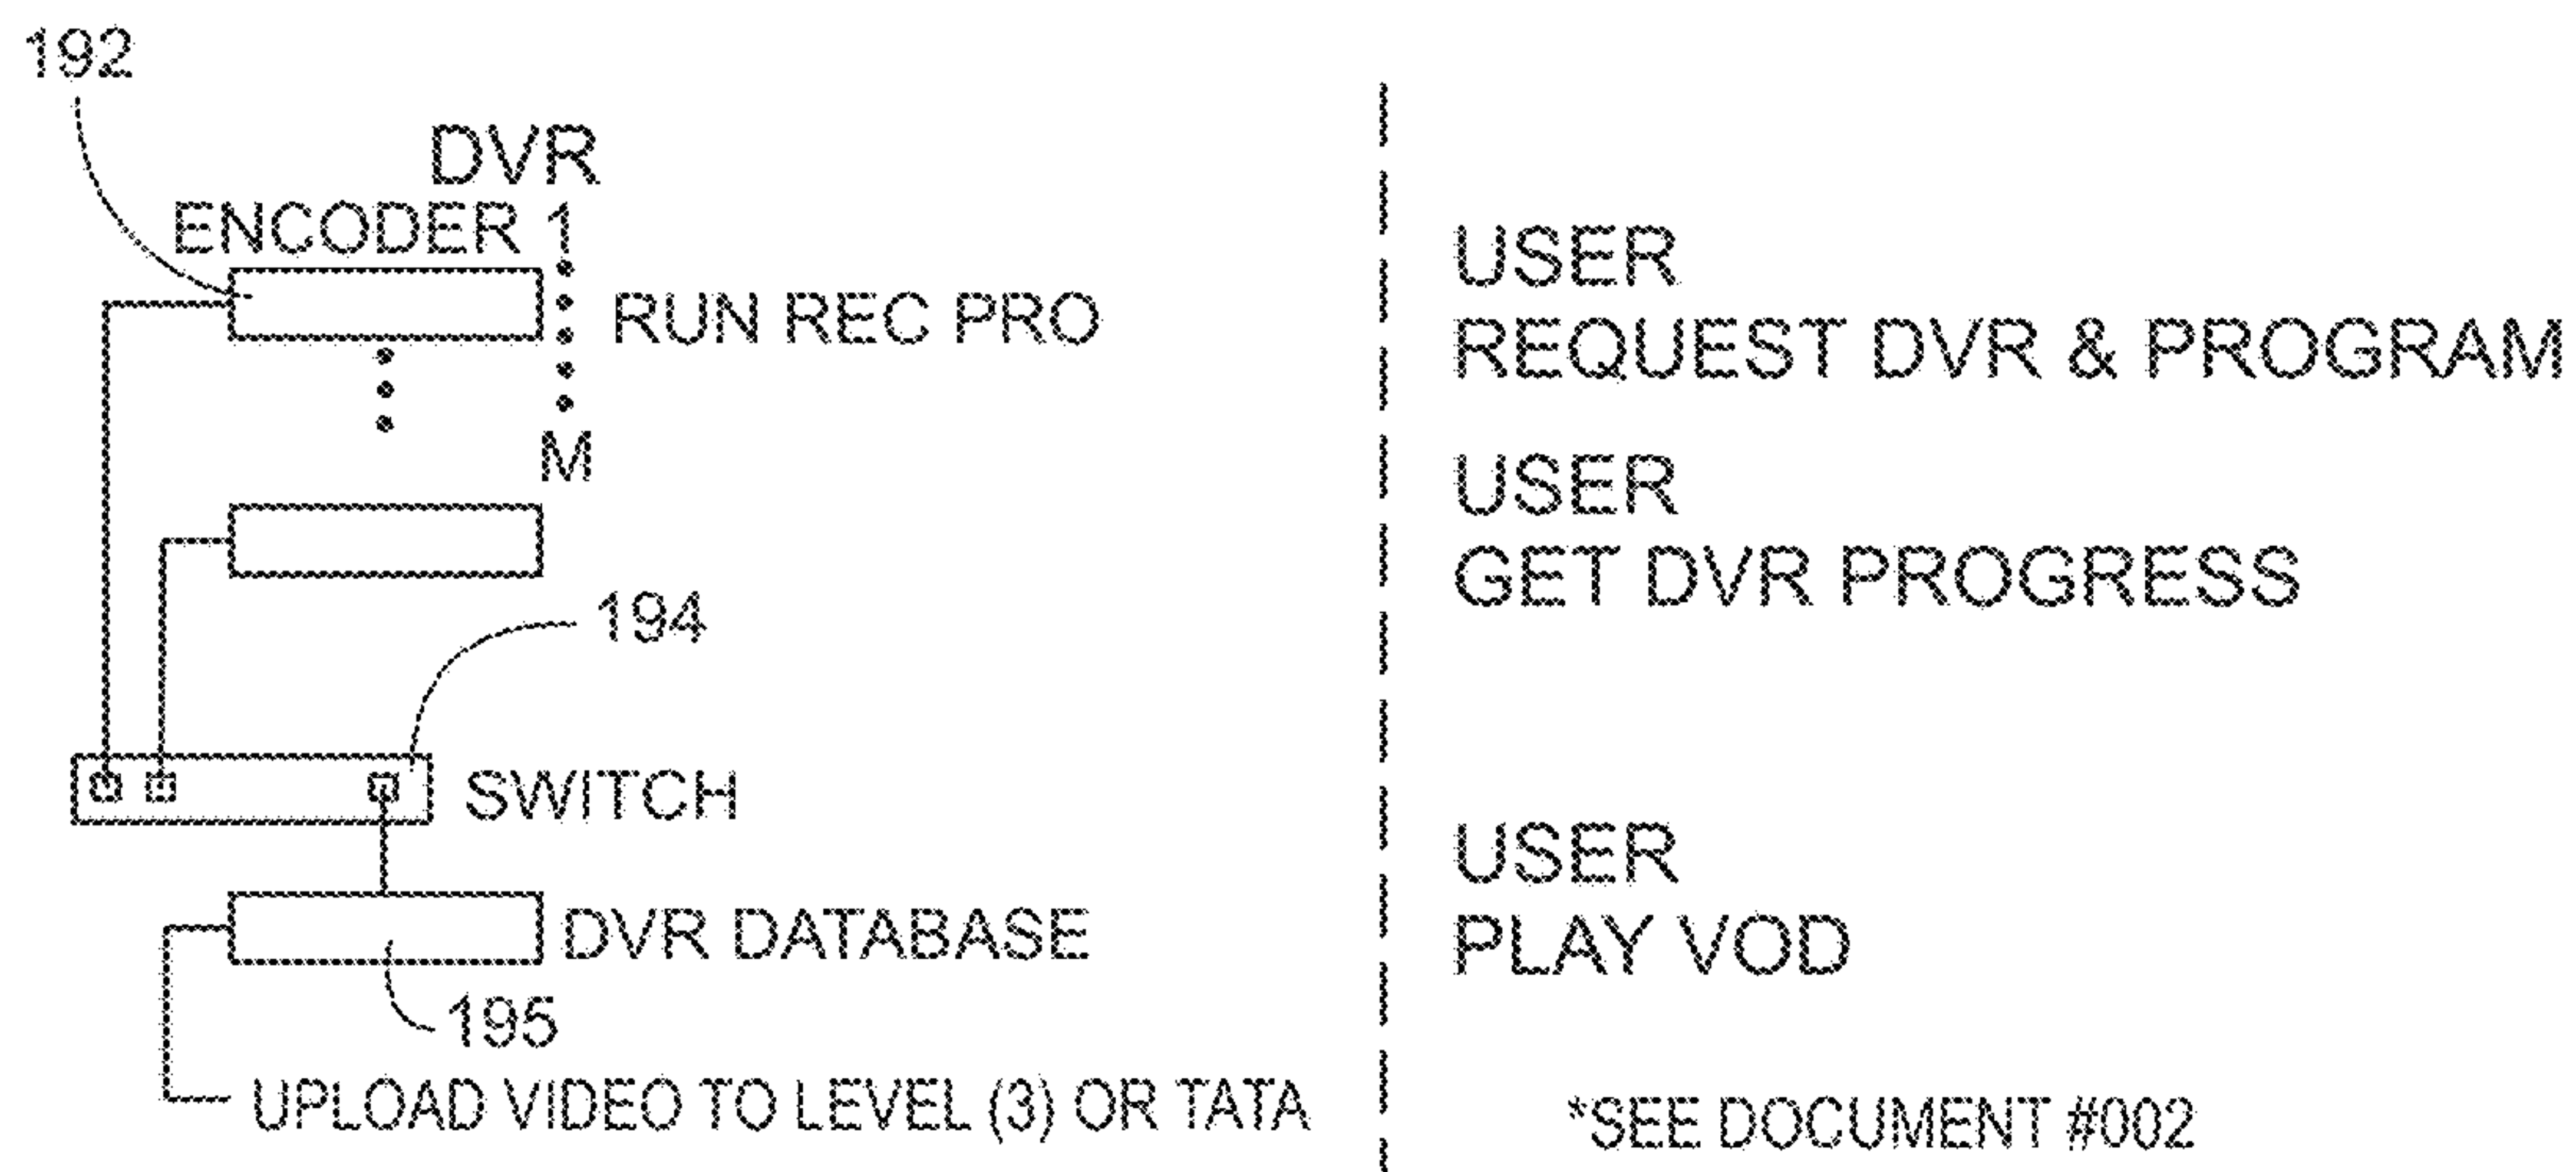 192
DVR
ENCODER 1
RUN REC PRO
M
194
SWITCH
DVR DATABASE
195
UPLOAD VIDEO TO LEVEL (3) OR TATA
USER
REQUEST DVR & PROGRAM
USER
GET DVR PROGRESS
USER
PLAY VOD
*SEE DOCUMENT #002